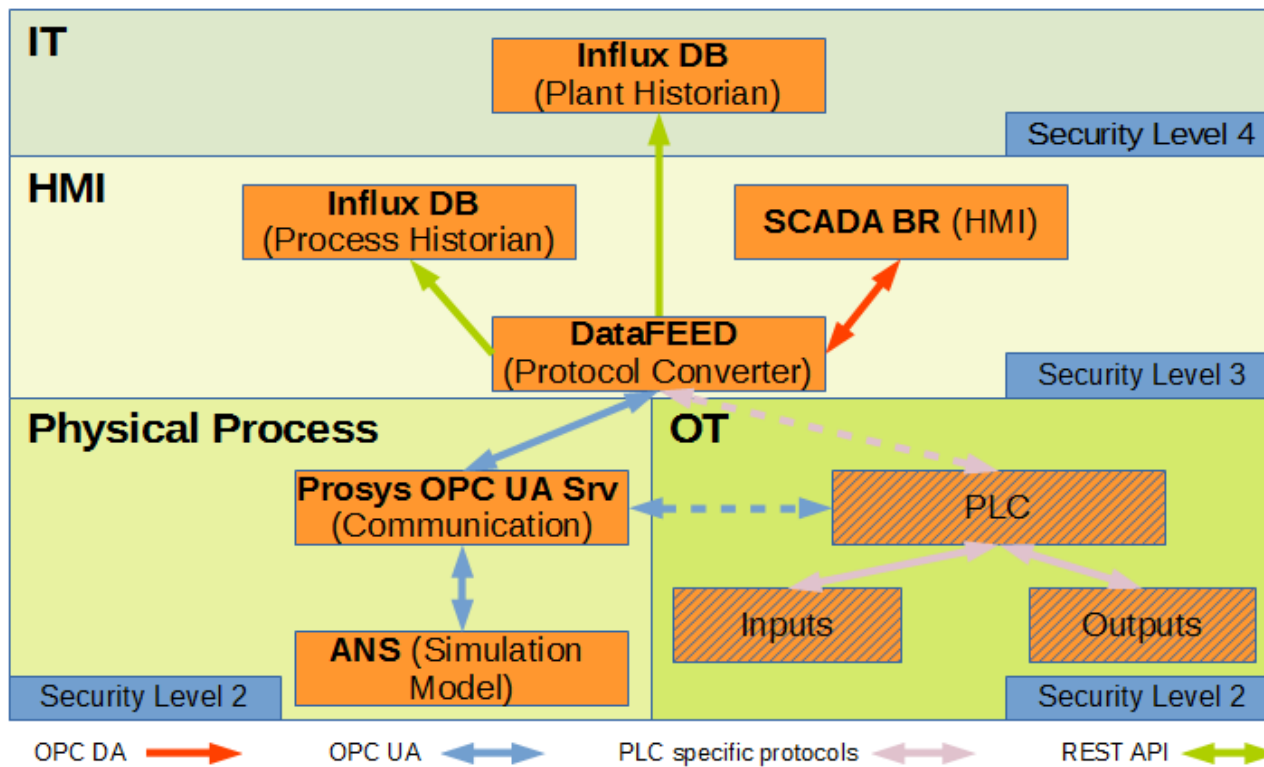 IT
Influx DB
(Plant Historian)
Security Level 4
HMI
Influx DB
(Process Historian)
SCADA BR (HMI)
DataFEED
(Protocol Converter)
Security Level 3
Physical Process
OT
Prosys OPC UA Srv
(Communication)
PLC
Inputs
Outputs
ANS (Simulation
Model)
Security Level 2
Security Level 2
OPC DA
OPC UA
PLC specific protocols
REST API